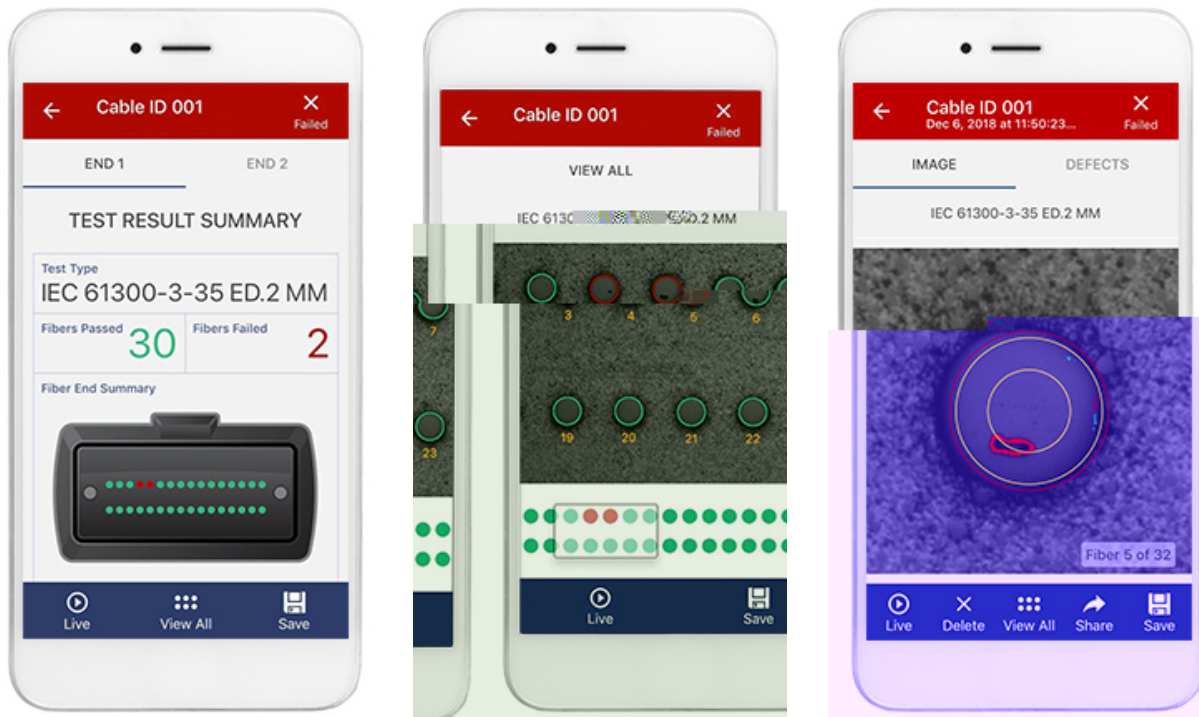 Cable ID 001
Failed
END 1
END 2
TEST RESULT SUMMARY
Test Type
IEC 61300-3-35 ED.2 MM
Fibers Passed
30
Fibers Failed
2
Fiber End Summary
Live
View All
Save
Cable ID 001
Failed
VIEW ALL
IEC 613
.2 MM
7
3
4
5
6
23
19
20
21
22
Live
Save
Cable ID 001
Dec 6, 2018 at 11:50:23...
Failed
IMAGE
DEFECTS
IEC 61300-3-35 ED.2 MM
Fiber 5 of 32
Live
Delete
View All
Share
Save